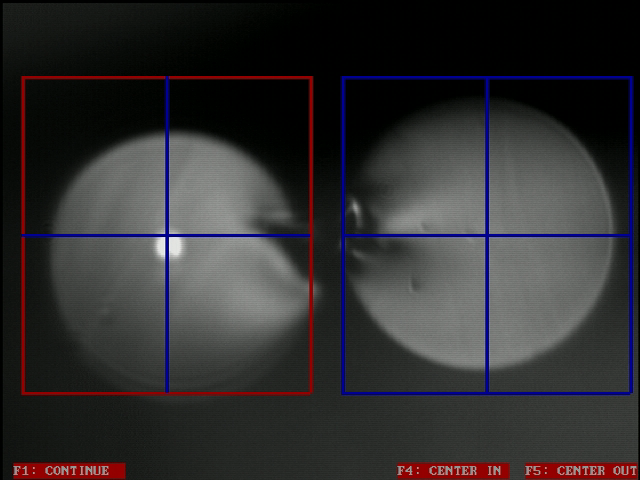 F1: CONTINUE
F4: CENTER IN
F5: CENTER OUT